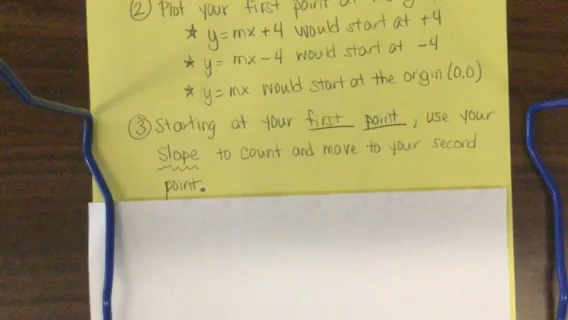 ② Plot your first point at
* y=mx+4 would start at +4
* y = mx-4 would start at -4
* y=mx would start at the origin (0,0)
③ Starting at your first point, use your
slope to count and move to your second
point.